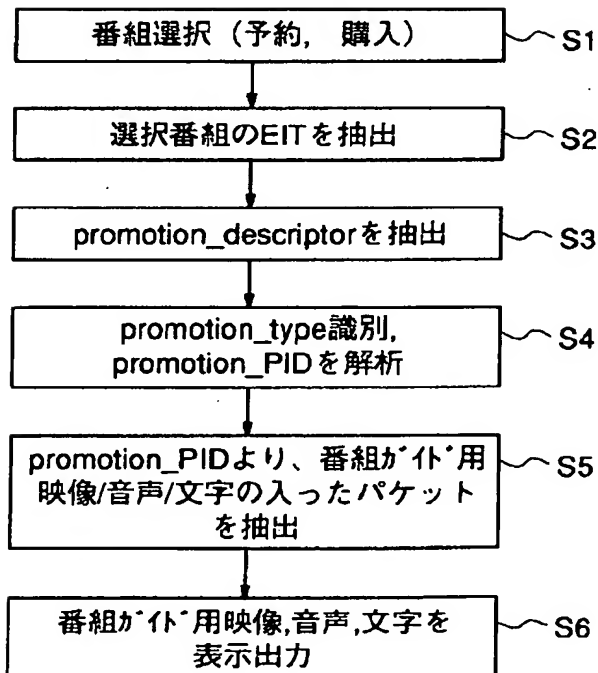 番組選択（予約,　購入）
S1
選択番組のEITを抽出
S2
promotion_descriptorを抽出
S3
promotion_type識別,
promotion_PIDを解析
S4
promotion_PIDより、番組ｶﾞｲﾄﾞ用
映像/音声/文字の入ったパケット
を抽出
S5
番組ｶﾞｲﾄﾞ用映像,音声,文字を
表示出力
S6